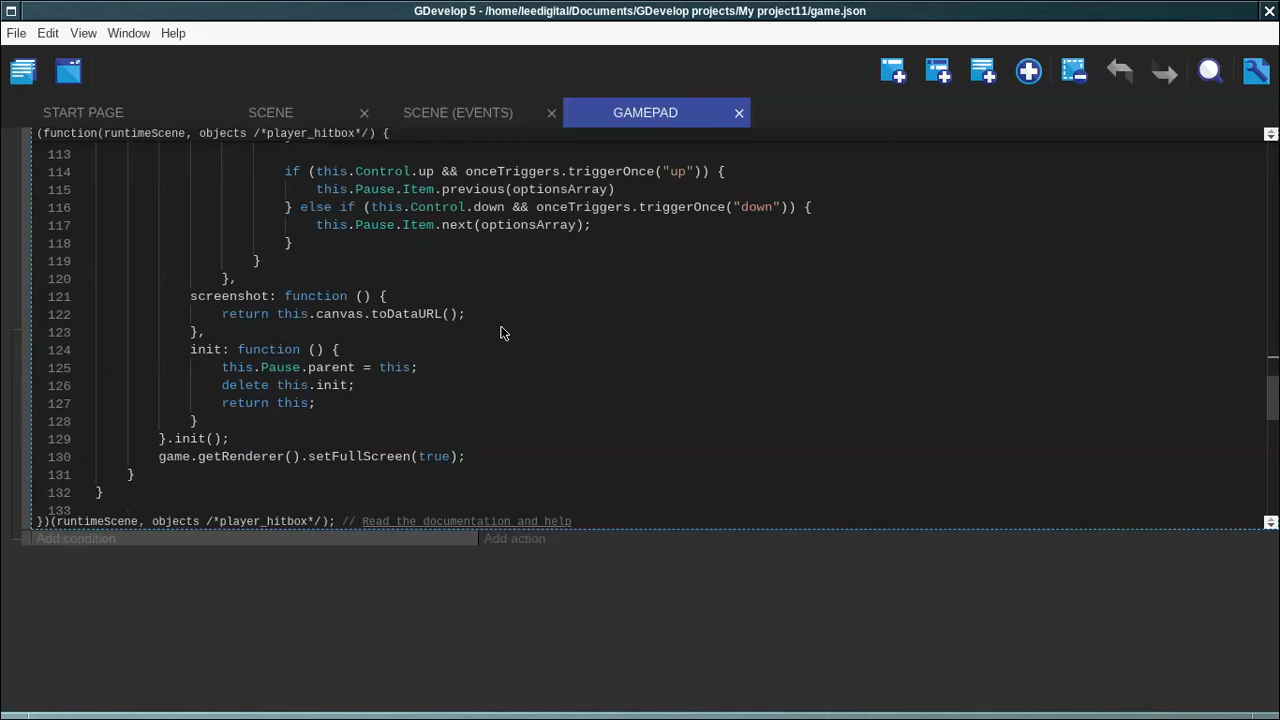 GDevelop 5 - /home/leedigital/Documents/GDevelop projects/My project11/game.json
File Edit View Window Help
START PAGE SCENE SCENE (EVENTS) GAMEPAD
(function(runtimeScene, objects /*player_hitbox*/) {
113
114 if (this.Control.up && onceTriggers.triggerOnce("up")) {
115 this.Pause.Item.previous(optionsArray)
116 } else if (this.Control.down && onceTriggers.triggerOnce("down")) {
117 this.Pause.Item.next(optionsArray);
118 }
119 }
120 },
121 screenshot: function () {
122 return this.canvas.toDataURL();
123 },
124 init: function () {
125 this.Pause.parent = this;
126 delete this.init;
127 return this;
128 }
129 }.init();
130 game.getRenderer().setFullScreen(true);
131 }
132 }
133
})(runtimeScene, objects /*player_hitbox*/); // Read the documentation and help
Add condition Add action